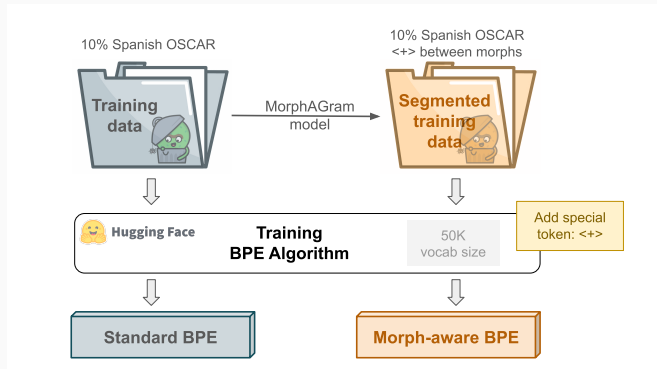 10% Spanish OSCAR
10% Spanish OSCAR
<+> between morphs
Training
data
MorphAGram
model
Segmented
training
data
Hugging Face
Training
BPE Algorithm
50K
vocab size
Add special
token: <+>
Standard BPE
Morph-aware BPE